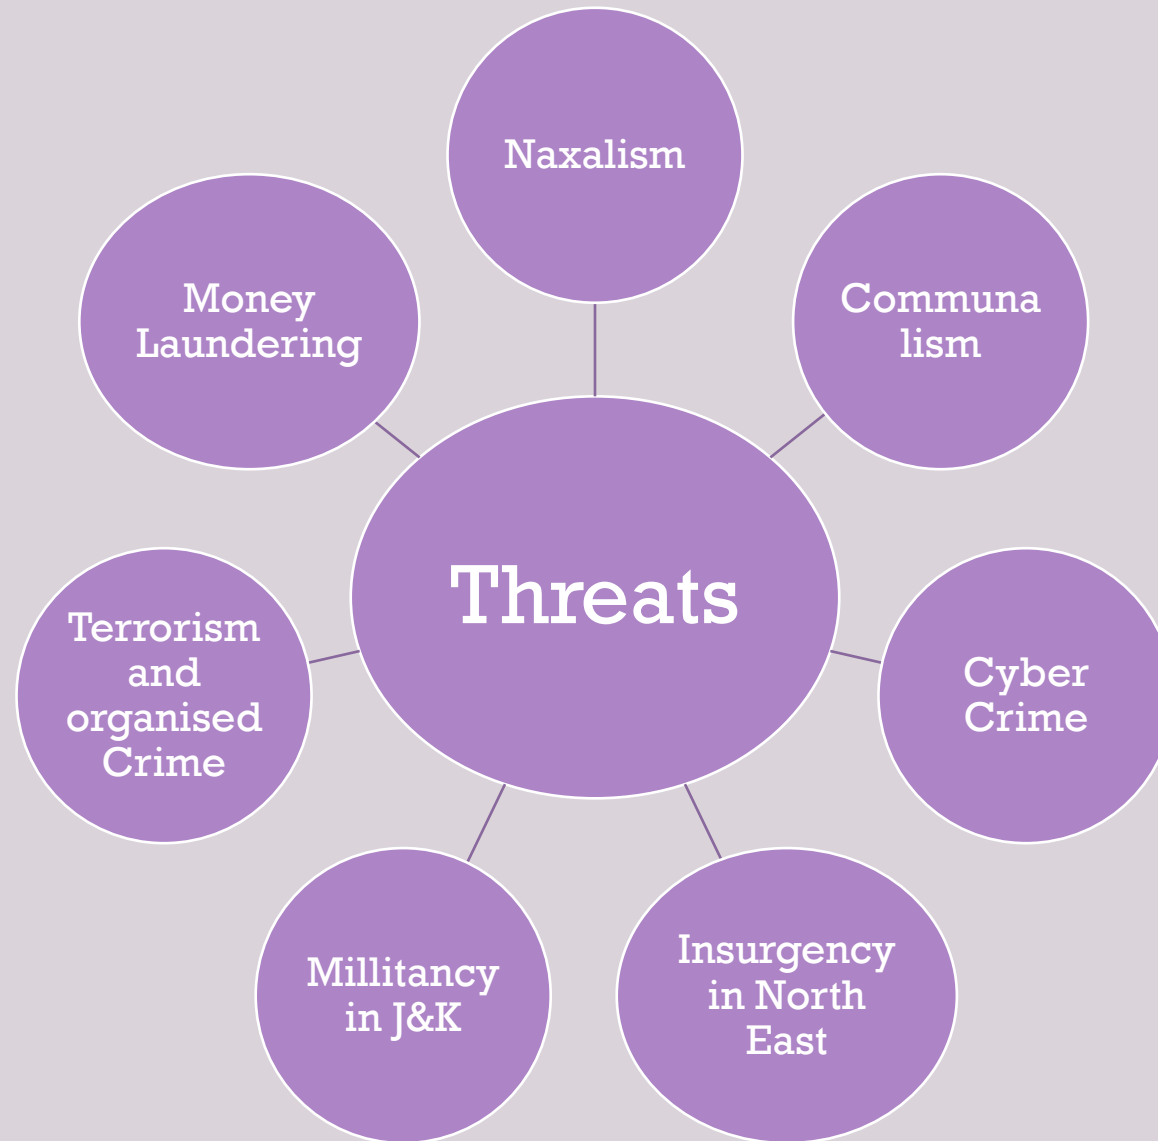 Naxalism
Communa
lism
Cyber
Crime
Insurgency
in North
East
Millitancy
in J&K
Terrorism
and
organised
Crime
Money
Laundering
Threats